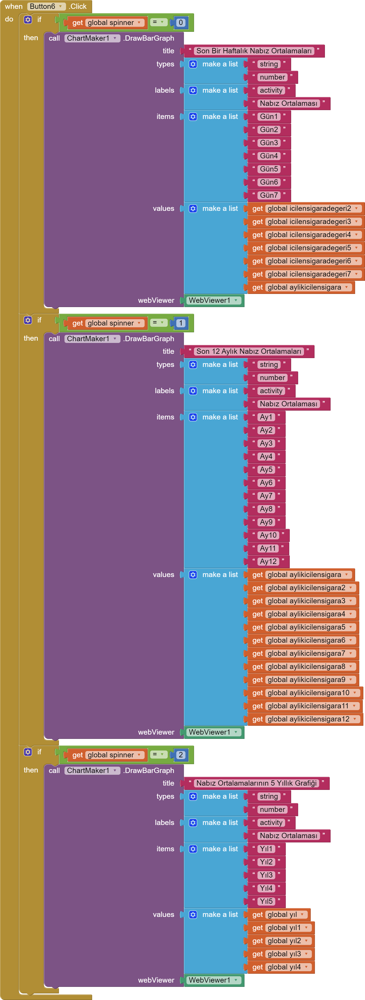 when Button6 .Click
do if get global spinner = 0
then call ChartMaker1 .DrawBarGraph
title “ Son Bir Haftalık Nabız Ortalamaları ”
types make a list “ string ”
“ number ”
labels make a list “ activity ”
“ Nabız Ortalaması ”
items make a list “ Gün1 ”
“ Gün2 ”
“ Gün3 ”
“ Gün4 ”
“ Gün5 ”
“ Gün6 ”
“ Gün7 ”
values make a list get global icilensigaradegeri2
get global icilensigaradegeri3
get global icilensigaradegeri4
get global icilensigaradegeri5
get global icilensigaradegeri6
get global icilensigaradegeri7
get global aylikicilensigara
webViewer WebViewer1
if get global spinner = 1
then call ChartMaker1 .DrawBarGraph
title “ Son 12 Aylık Nabız Ortalamaları ”
types make a list “ string ”
“ number ”
labels make a list “ activity ”
“ Nabız Ortalaması ”
items make a list “ Ay1 ”
“ Ay2 ”
“ Ay3 ”
“ Ay4 ”
“ Ay5 ”
“ Ay6 ”
“ Ay7 ”
“ Ay8 ”
“ Ay9 ”
“ Ay10 ”
“ Ay11 ”
“ Ay12 ”
values make a list get global aylikicilensigara
get global aylikicilensigara2
get global aylikicilensigara3
get global aylikicilensigara4
get global aylikicilensigara5
get global aylikicilensigara6
get global aylikicilensigara7
get global aylikicilensigara8
get global aylikicilensigara9
get global aylikicilensigara10
get global aylikicilensigara11
get global aylikicilensigara12
webViewer WebViewer1
if get global spinner = 2
then call ChartMaker1 .DrawBarGraph
title “ Nabız Ortalamalarının 5 Yıllık Grafiği ”
types make a list “ string ”
“ number ”
labels make a list “ activity ”
“ Nabız Ortalaması ”
items make a list “ Yıl1 ”
“ Yıl2 ”
“ Yıl3 ”
“ Yıl4 ”
“ Yıl5 ”
values make a list get global yıl
get global yıl1
get global yıl2
get global yıl3
get global yıl4
webViewer WebViewer1